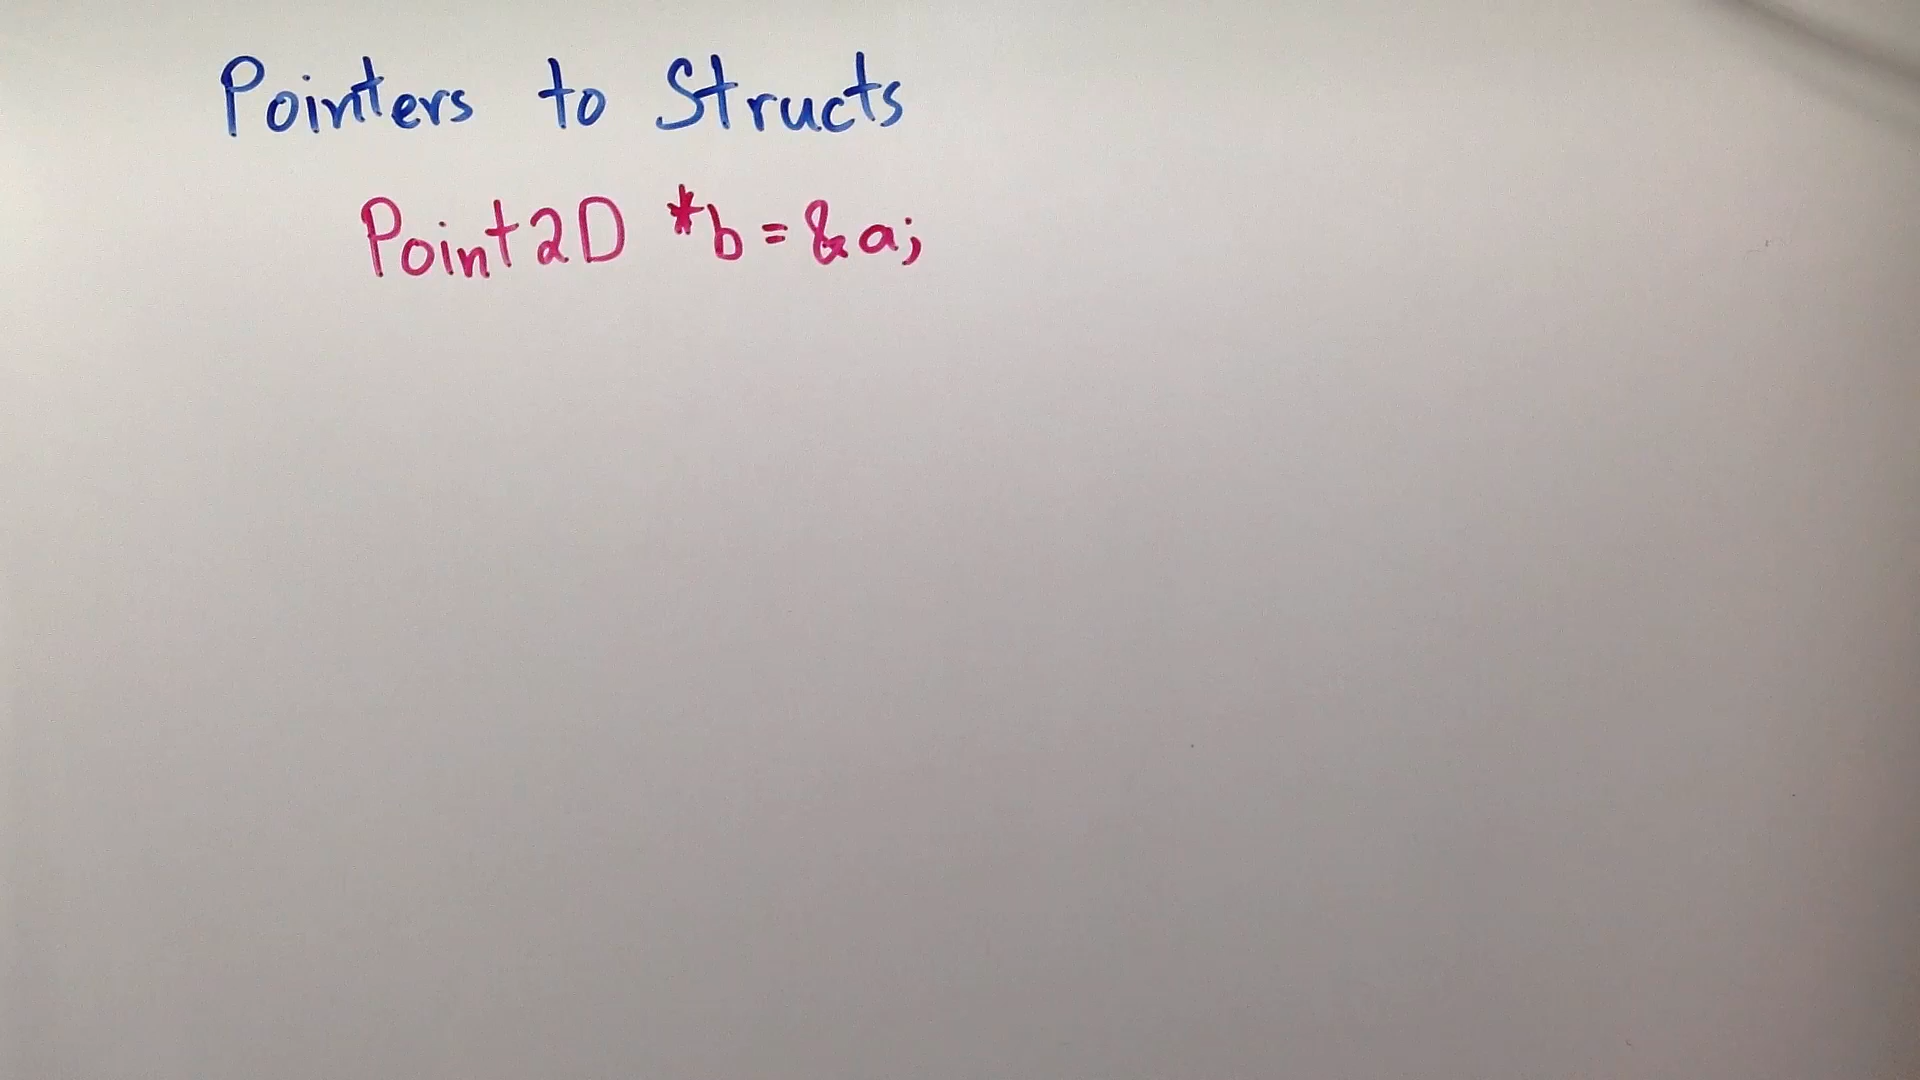 Pointers to Structs
Point2D *b = &a;